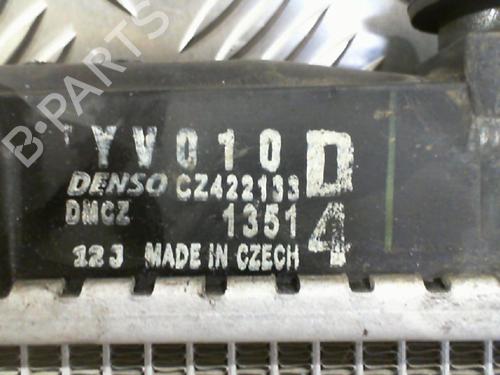 YV010 D
DENSO CZ422133
DMCZ 1351 4
12J MADE IN CZECH
B-PARTS